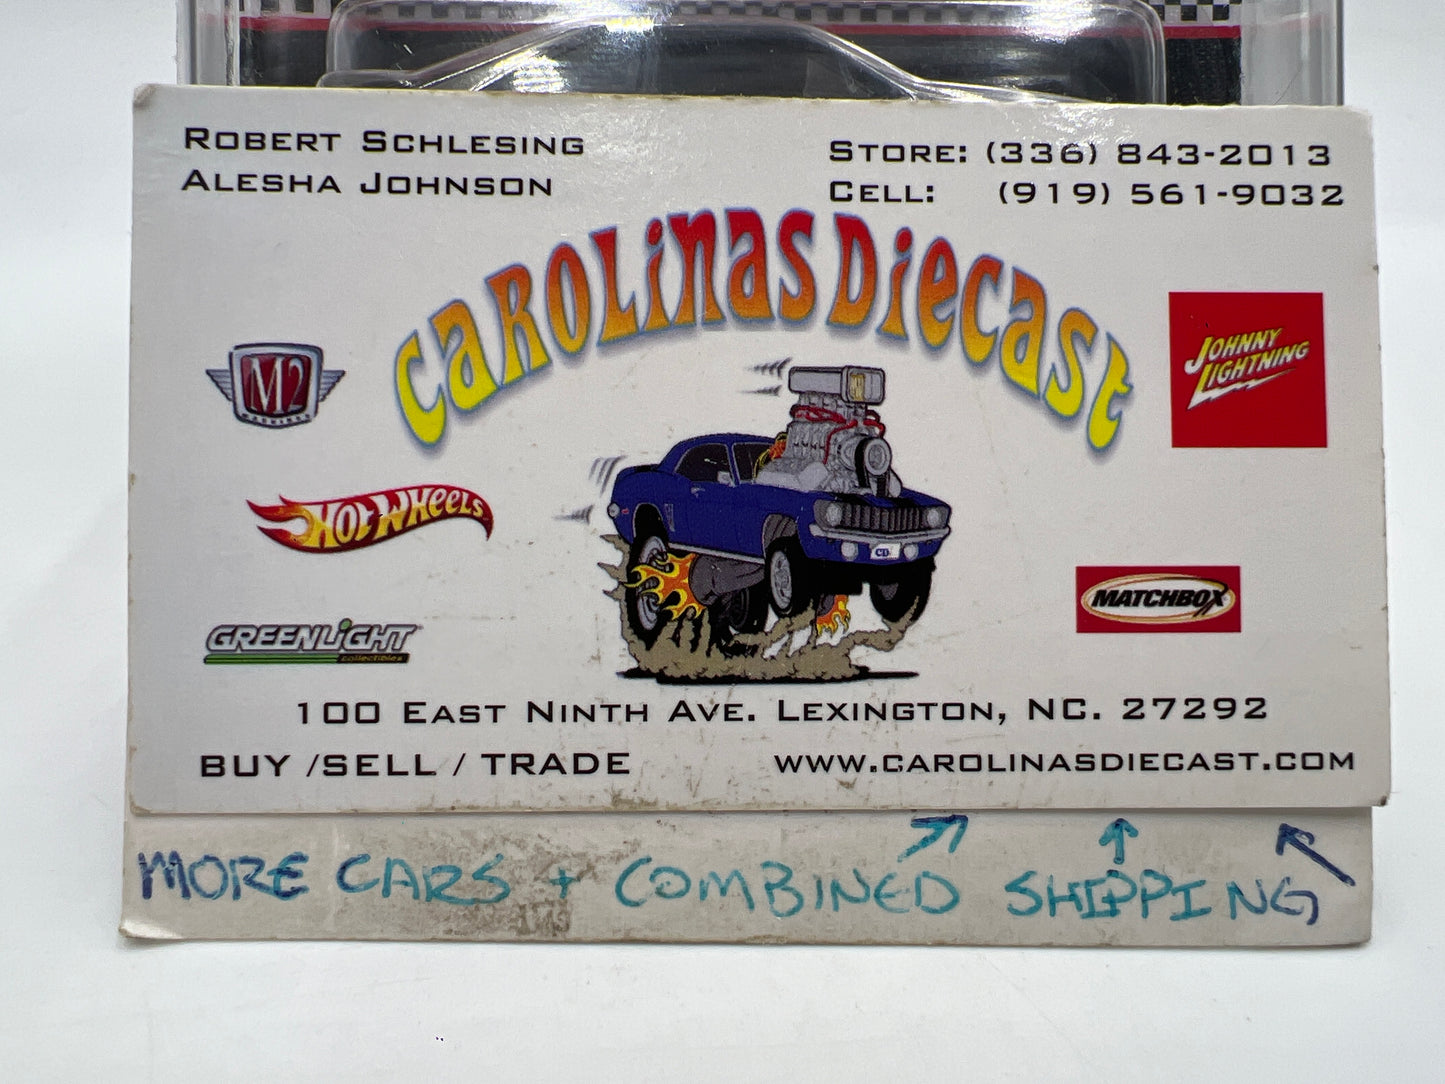 ROBERT SCHLESING
ALESHA JOHNSON
STORE: (336) 843-2013
CELL: (919) 561-9032
CAROLINAS DIECAST
M2
MACHINES
JOHNNY
LIGHTNING
HOT WHEELS
MATCHBOX
GREENLIGHT
collectibles
100 EAST NINTH AVE. LEXINGTON, NC. 27292
BUY /SELL / TRADE
WWW.CAROLINASDIECAST.COM
MORE CARS + COMBINED SHIPPING